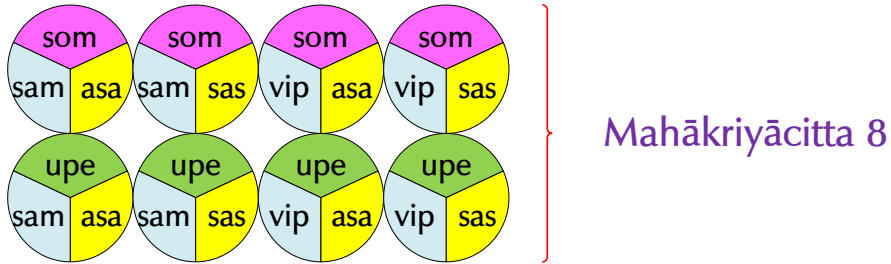 som som som som
sam asa sam sas vip asa vip sas
Mahākriyācitta 8
upe upe upe upe
sam asa sam sas vip asa vip sas